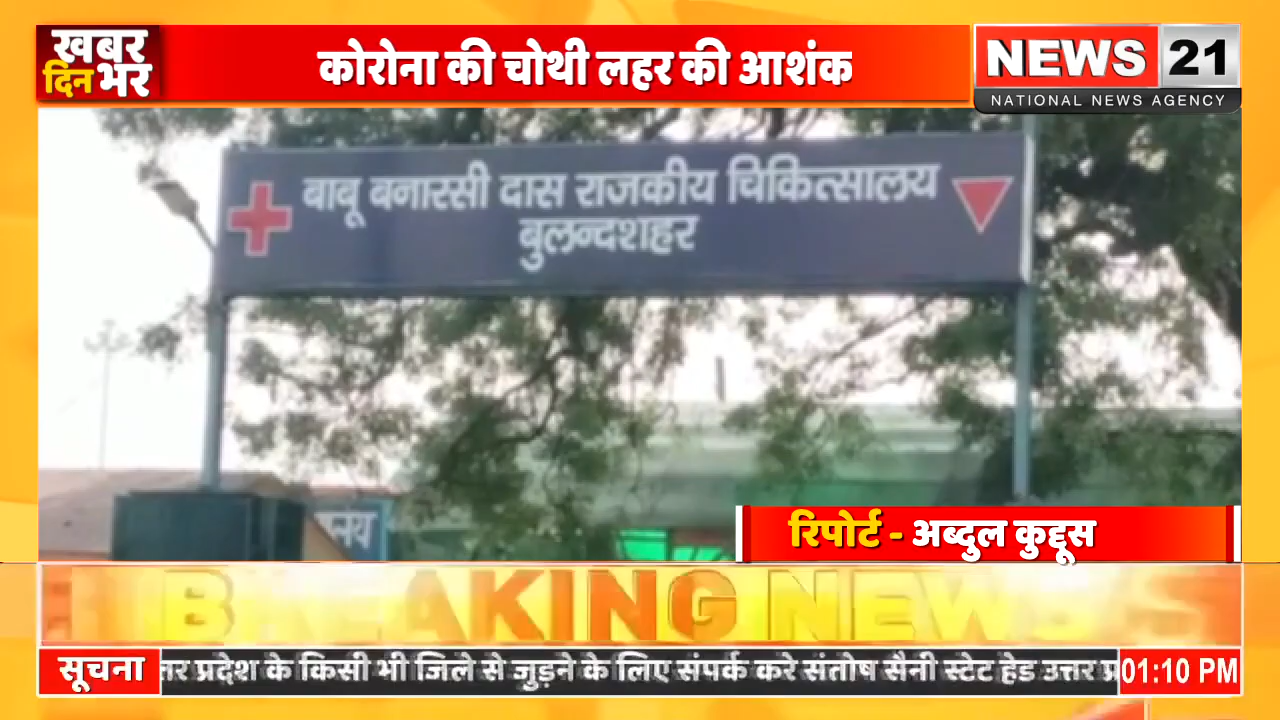 खबर
दिन भर
कोरोना की चोथी लहर की आशंक
NEWS 21
NATIONAL NEWS AGENCY
बाबू बनारसी दास राजकीय चिकित्सालय
बुलन्दशहर
रिपोर्ट - अब्दुल कुद्दूस
BREAKING NEWS
सूचना
त्तर प्रदेश के किसी भी जिले से जुड़ने के लिए संपर्क करे संतोष सैनी स्टेट हेड उत्तर प्र
01:10 PM